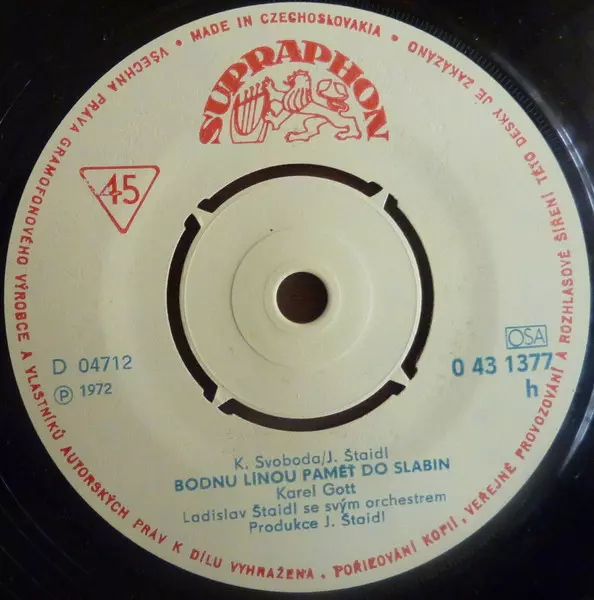 VŠECHNA PRÁVA GRAMOFONOVÉHO VÝROBCE A VLASTNÍKŮ AUTORSKÝCH PRÁV K DÍLU VYHRAŽENA. POŘIZOVÁNÍ KOPIÍ, VEŘEJNÉ PROVOZOVÁNÍ A ROZHLASOVÉ ŠÍŘENÍ TÉTO DESKY JE ZAKÁZÁNO • MADE IN CZECHOSLOVAKIA •
SUPRAPHON
45
OSA
D 04712
0 43 1377
℗ 1972
h
K. Svoboda/J. Štaidl
BODNU LÍNOU PAMĚŤ DO SLABIN
Karel Gott
Ladislav Štaidl se svým orchestrem
Produkce J. Štaidl